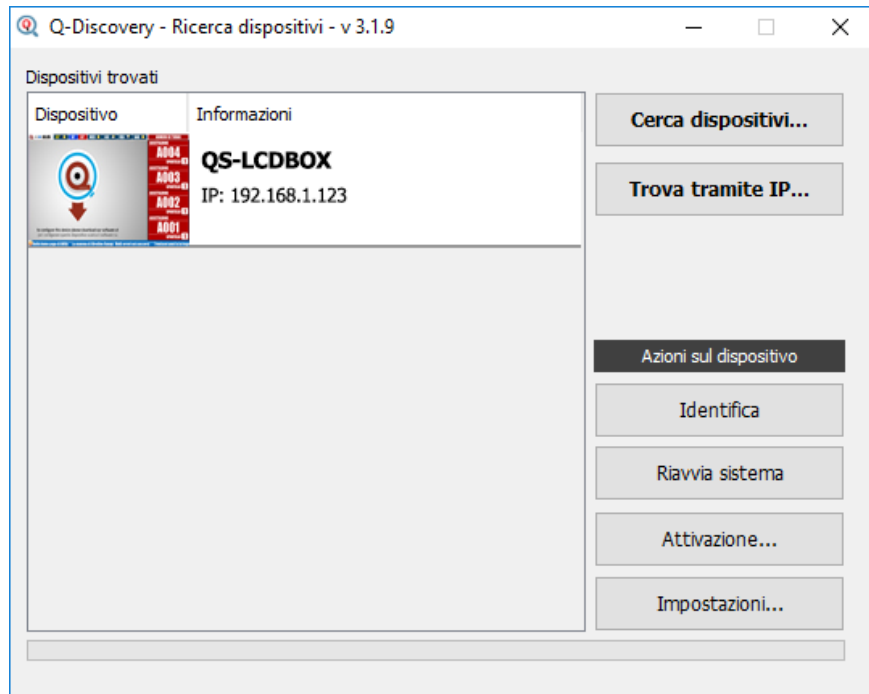 Q-Discovery - Ricerca dispositivi - v 3.1.9
Dispositivi trovati
Dispositivo Informazioni
A004
A003
A002
A001
QS-LCDBOX
IP: 192.168.1.123
Cerca dispositivi...
Trova tramite IP...
Azioni sul dispositivo
Identifica
Riavvia sistema
Attivazione...
Impostazioni...